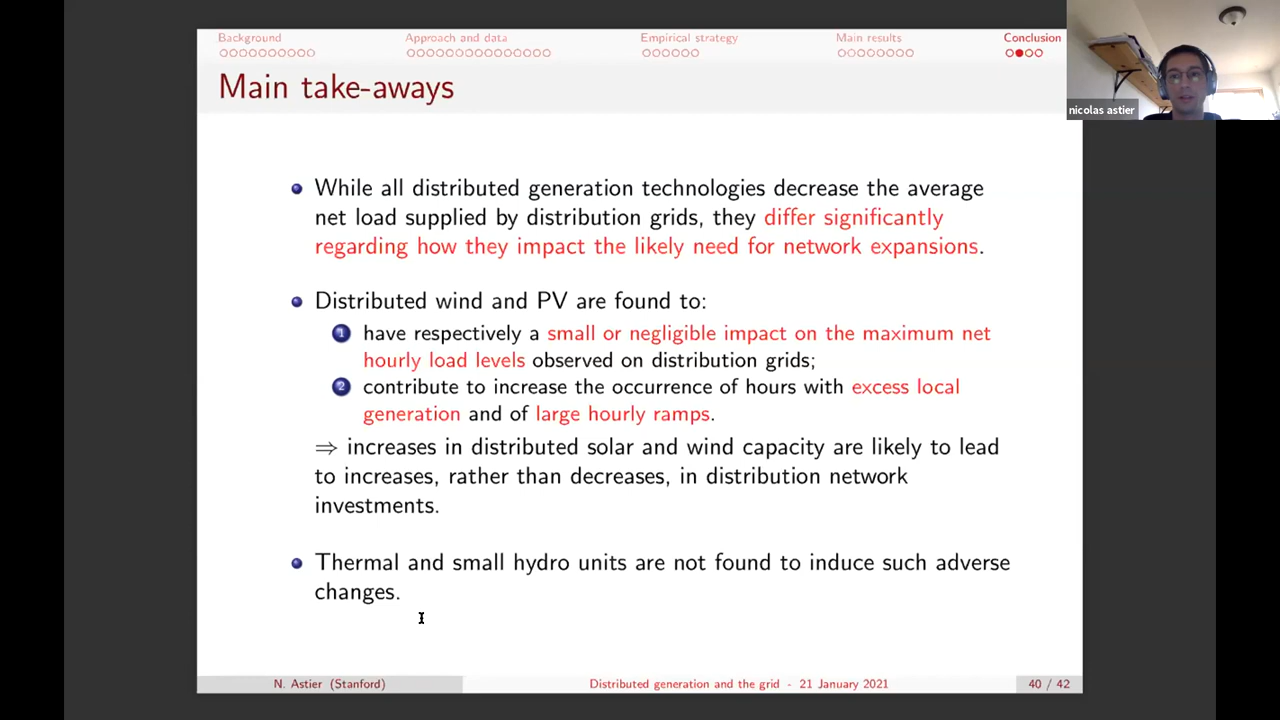 Background Approach and data Empirical strategy Main results Conclusion
Main take-aways
nicolas astier
While all distributed generation technologies decrease the average
net load supplied by distribution grids, they differ significantly
regarding how they impact the likely need for network expansions.
Distributed wind and PV are found to:
1 have respectively a small or negligible impact on the maximum net
hourly load levels observed on distribution grids;
2 contribute to increase the occurrence of hours with excess local
generation and of large hourly ramps.
⇒ increases in distributed solar and wind capacity are likely to lead
to increases, rather than decreases, in distribution network
investments.
Thermal and small hydro units are not found to induce such adverse
changes.
N. Astier (Stanford) Distributed generation and the grid - 21 January 2021 40 / 42